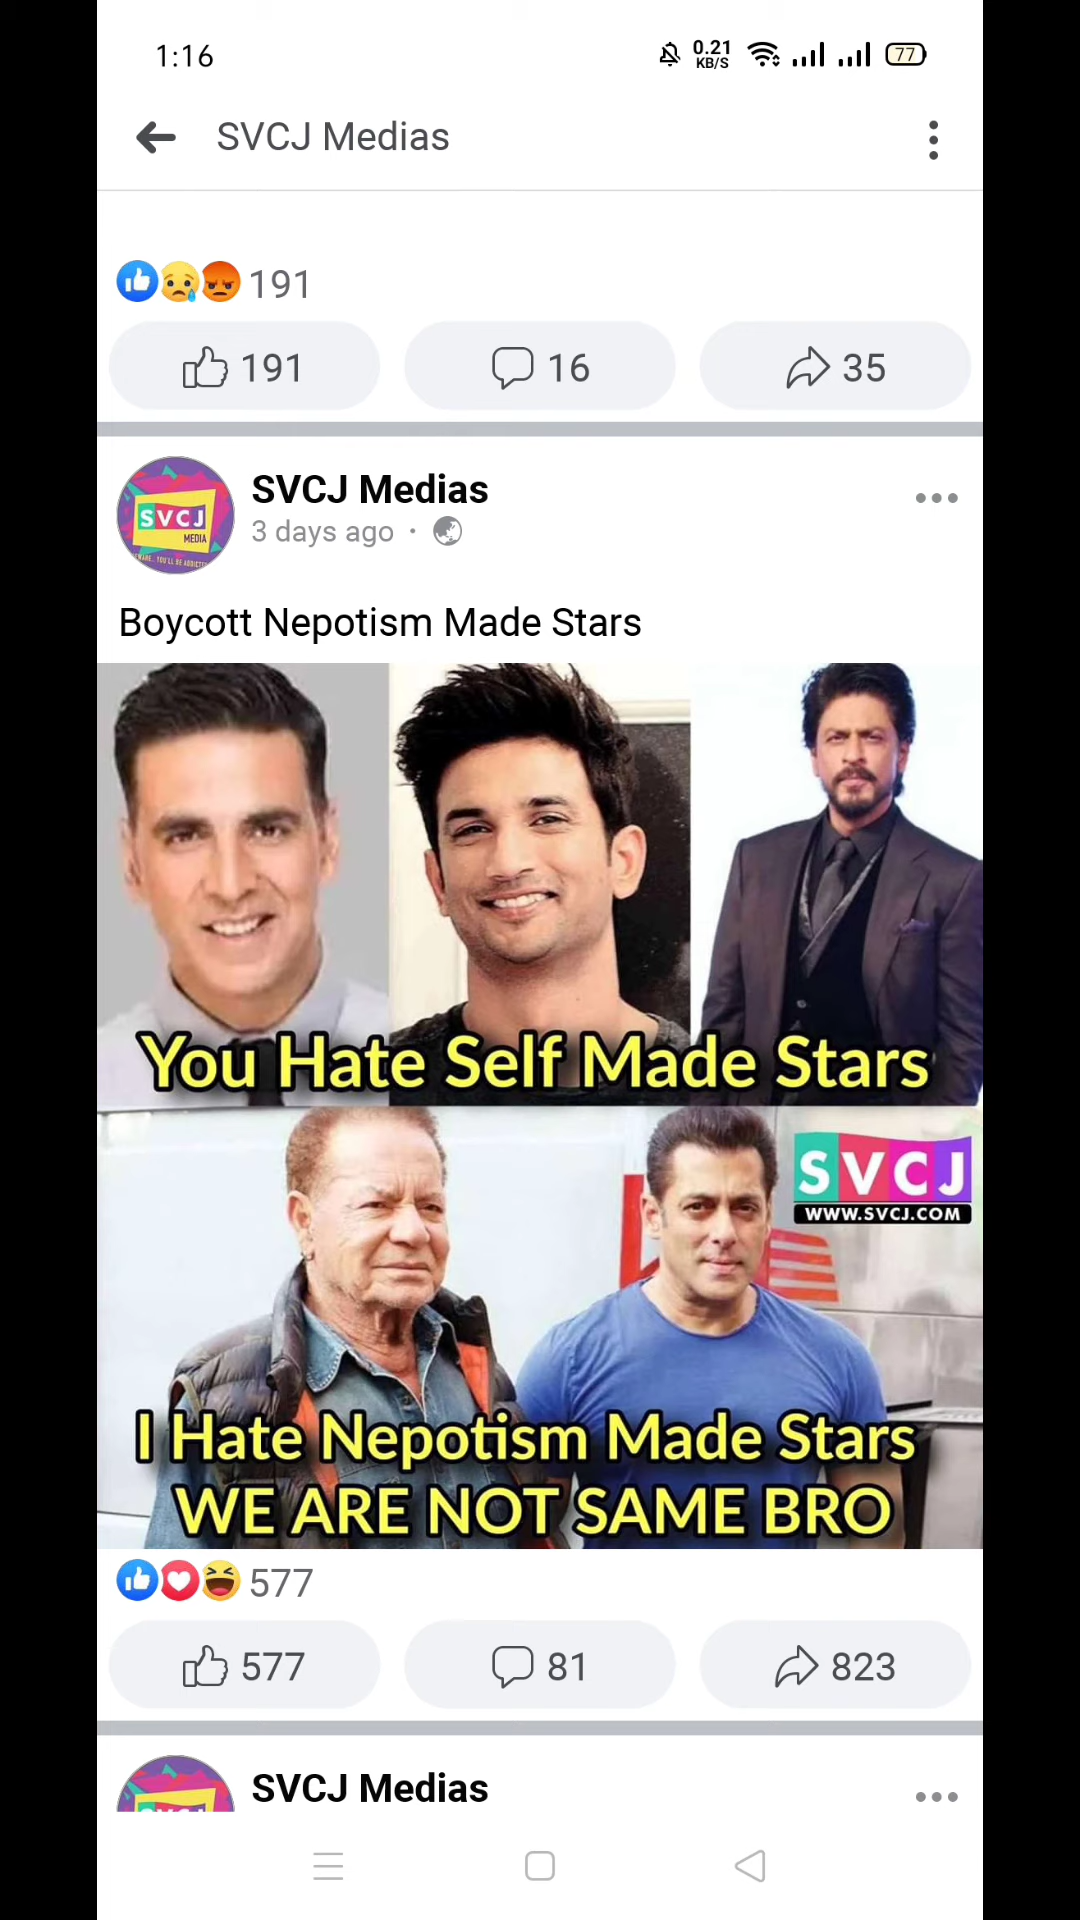 1:16
0.21
KB/S
77
SVCJ Medias
191
191
16
35
SVCJ
MEDIA
SVCJ Medias
3 days ago
Boycott Nepotism Made Stars
You Hate Self Made Stars
SVCJ
WWW.SVCJ.COM
I Hate Nepotism Made Stars
WE ARE NOT SAME BRO
577
577
81
823
SVCJ Medias